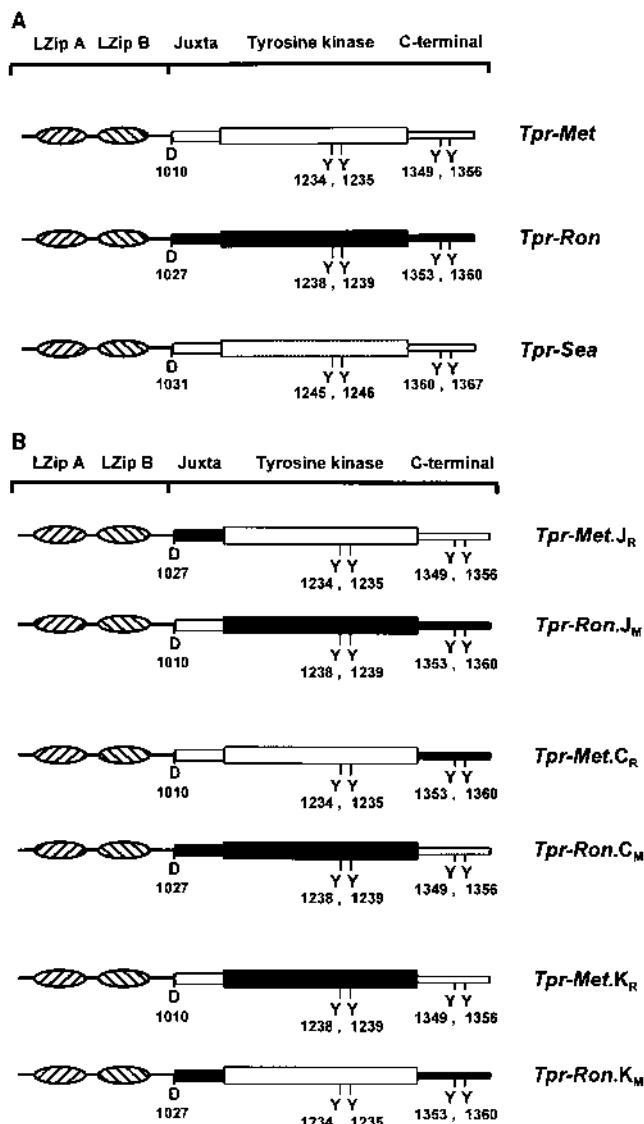 A
LZip A LZip B Juxta Tyrosine kinase C-terminal
Tpr-Met
D Y Y Y Y
1010 1234 , 1235 1349 , 1356
Tpr-Ron
D Y Y Y Y
1027 1238 , 1239 1353 , 1360
Tpr-Sea
D Y Y Y Y
1031 1245 , 1246 1360 , 1367
B
LZip A LZip B Juxta Tyrosine kinase C-terminal
Tpr-Met.JR
D Y Y Y Y
1027 1234 , 1235 1349 , 1356
Tpr-Ron.JM
D Y Y Y Y
1010 1238 , 1239 1353 , 1360
Tpr-Met.CR
D Y Y Y Y
1010 1234 , 1235 1353 , 1360
Tpr-Ron.CM
D Y Y Y Y
1027 1238 , 1239 1349 , 1356
Tpr-Met.KR
D Y Y Y Y
1010 1238 , 1239 1349 , 1356
Tpr-Ron.KM
D Y Y Y Y
1027 1234 , 1235 1353 , 1360